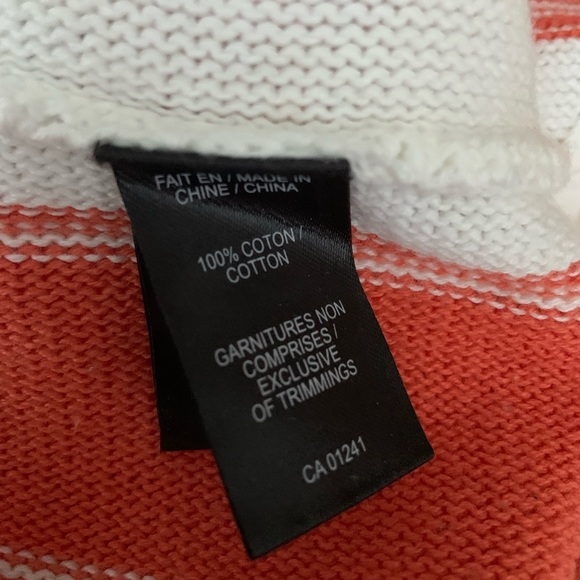 FAIT EN / MADE IN
CHINE / CHINA
100% COTON /
COTTON
GARNITURES NON
COMPRISES /
EXCLUSIVE
OF TRIMMINGS
CA 01241